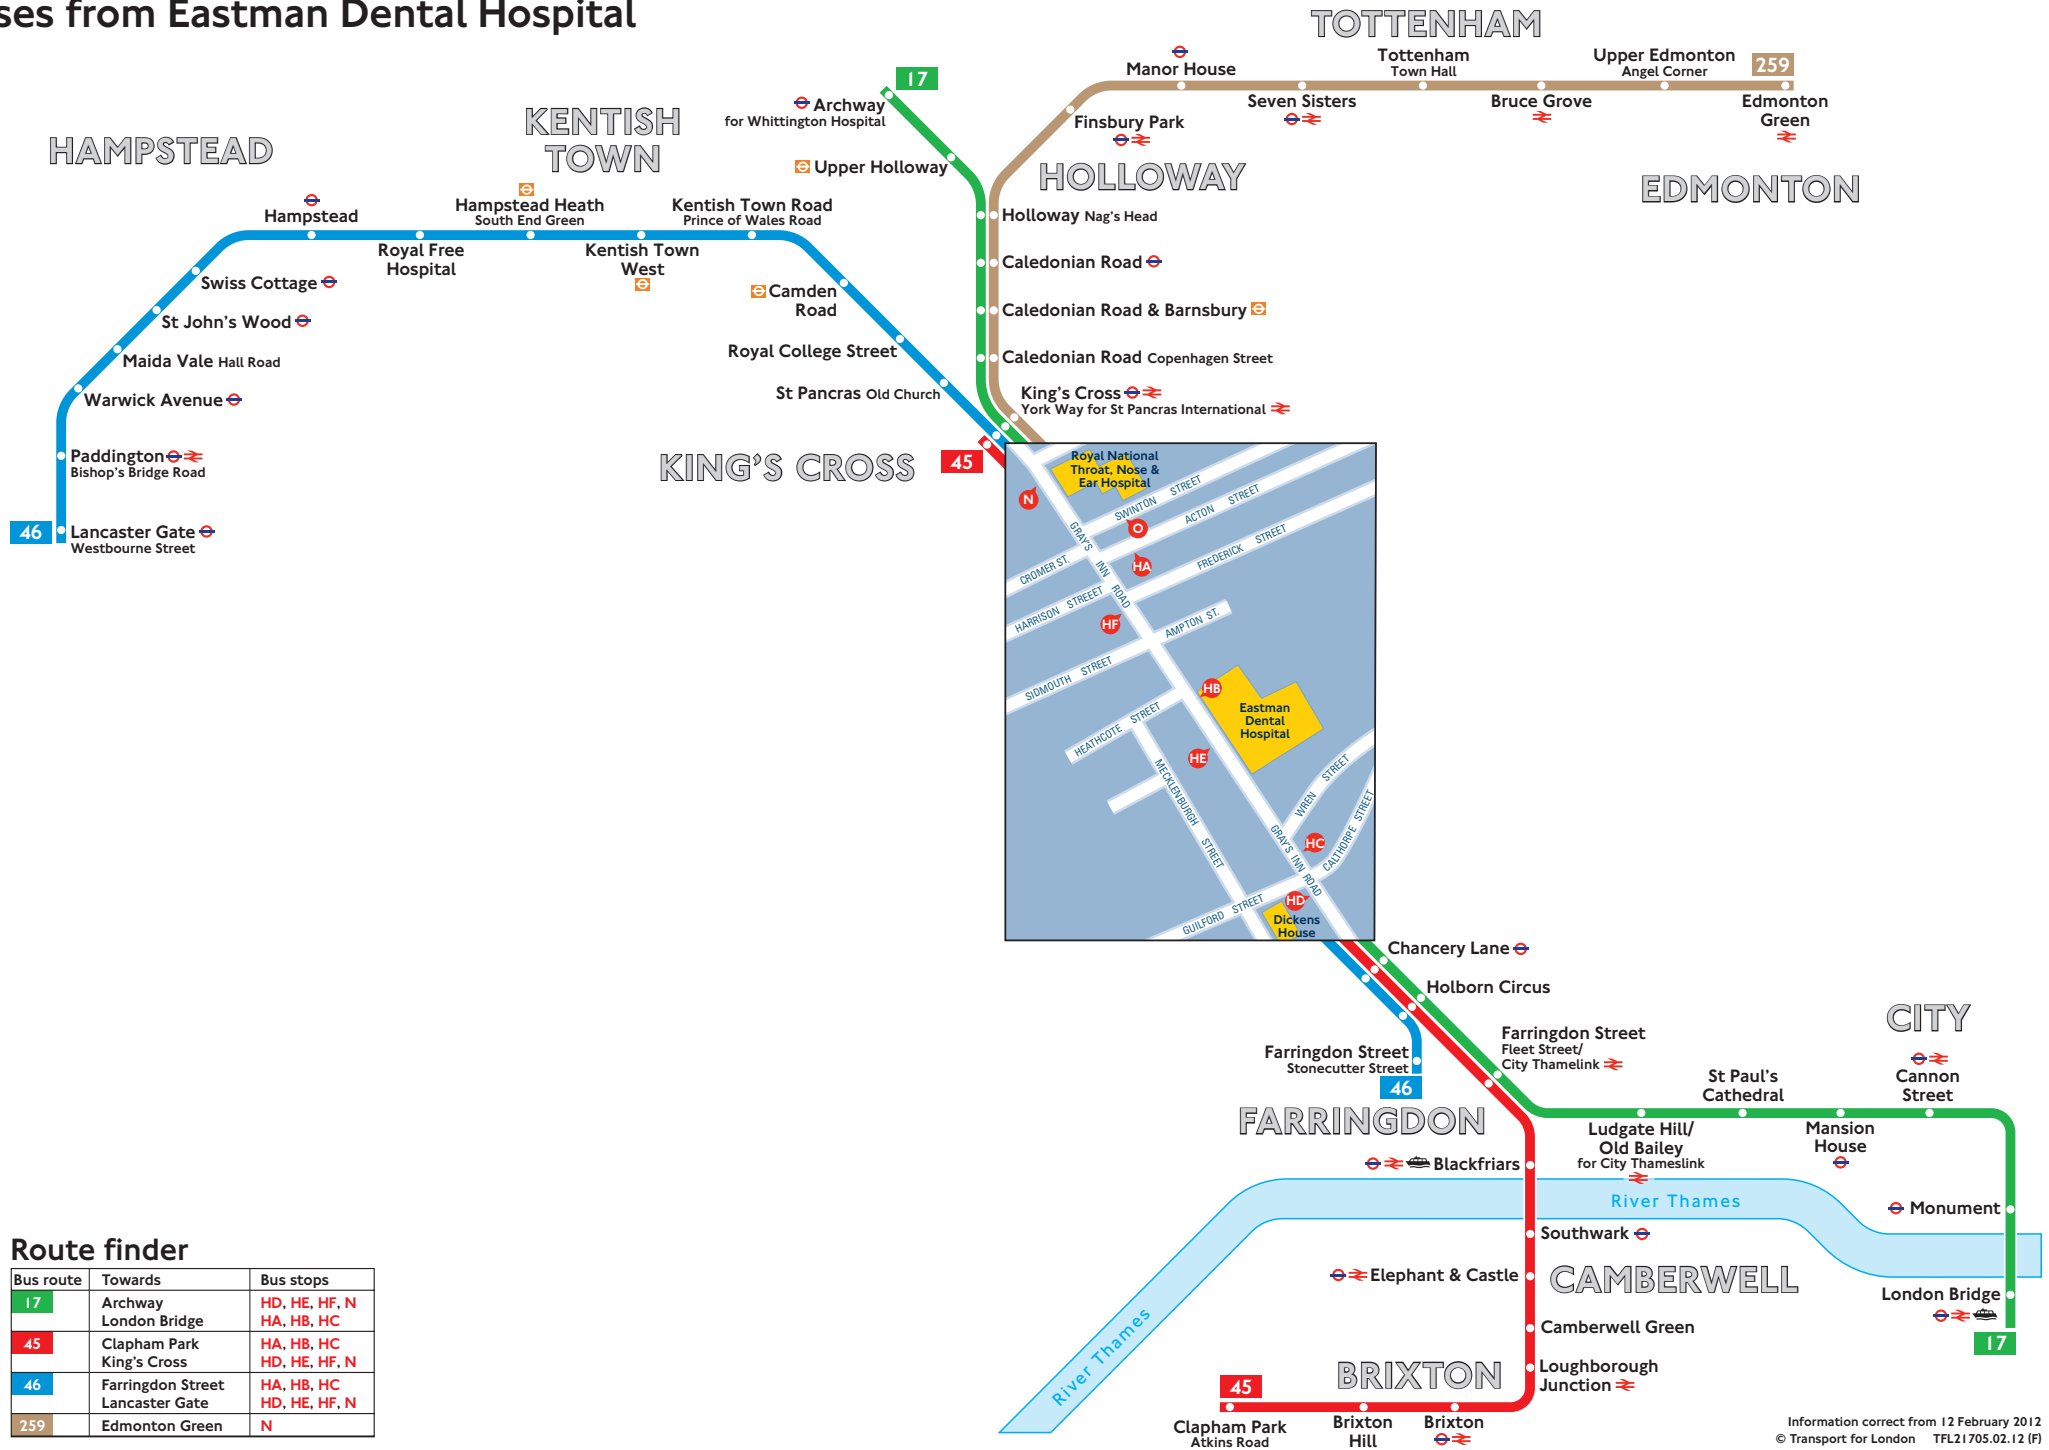 ses from Eastman Dental Hospital
TOTTENHAM
HAMPSTEAD
KENTISH
TOWN
HOLLOWAY
EDMONTON
KING'S CROSS
17
Archway
for Whittington Hospital
Upper Holloway
259
Manor House
Finsbury Park
Seven Sisters
Tottenham
Town Hall
Bruce Grove
Upper Edmonton
Angel Corner
Edmonton
Green
Holloway Nag's Head
Caledonian Road
Caledonian Road & Barnsbury
Caledonian Road Copenhagen Street
King's Cross
York Way for St Pancras International
Hampstead
Royal Free
Hospital
Hampstead Heath
South End Green
Kentish Town
West
Kentish Town Road
Prince of Wales Road
Camden
Road
Royal College Street
St Pancras Old Church
45
Swiss Cottage
St John's Wood
Maida Vale Hall Road
Warwick Avenue
Paddington
Bishop's Bridge Road
46
Lancaster Gate
Westbourne Street
Royal National
Throat, Nose &
Ear Hospital
N
SWINTON STREET
O
ACTON STREET
GRAY'S INN ROAD
CROMER ST.
HA
FREDERICK STREET
HARRISON STREEET
HF
AMPTON ST.
SIDMOUTH STREET
HB
Eastman
Dental
Hospital
HEATHCOTE STREET
HE
MECKLENBURGH STREET
WREN STREET
GRAY'S INN ROAD
HC
CALTHORPE STREET
GUILFORD STREET
HD
Dickens
House
Chancery Lane
Holborn Circus
Farringdon Street
Stonecutter Street
46
Farringdon Street
Fleet Street/
City Thamelink
CITY
FARRINGDON
Ludgate Hill/
Old Bailey
for City Thameslink
St Paul's
Cathedral
Mansion
House
Cannon
Street
Blackfriars
River Thames
Monument
Southwark
Elephant & Castle
CAMBERWELL
London Bridge
17
Camberwell Green
River Thames
Loughborough
Junction
BRIXTON
45
Clapham Park
Atkins Road
Brixton
Hill
Brixton
Route finder
Bus route Towards Bus stops
17 Archway HD, HE, HF, N
London Bridge HA, HB, HC
45 Clapham Park HA, HB, HC
King's Cross HD, HE, HF, N
46 Farringdon Street HA, HB, HC
Lancaster Gate HD, HE, HF, N
259 Edmonton Green N
Information correct from 12 February 2012
© Transport for London TFL21705.02.12 (F)